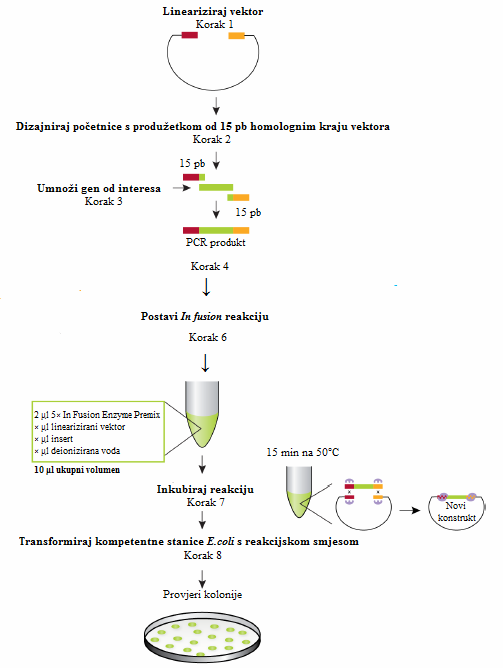 Lineariziraj vektor
Korak 1
Dizajniraj početnice s produžetkom od 15 pb homolognim kraju vektora
Korak 2
15 pb
Umnoži gen od interesa
Korak 3
15 pb
PCR produkt
Korak 4
Postavi In fusion reakciju
Korak 6
2 µl 5× In Fusion Enzyme Premix
× µl linearizirani vektor
× µl insert
× µl deionizirana voda
10 µl ukupni volumen
15 min na 50°C
Inkubiraj reakciju
Korak 7
Novi
konstrukt
Transformiraj kompetentne stanice E.coli s reakcijskom smjesom
Korak 8
Provjeri kolonije